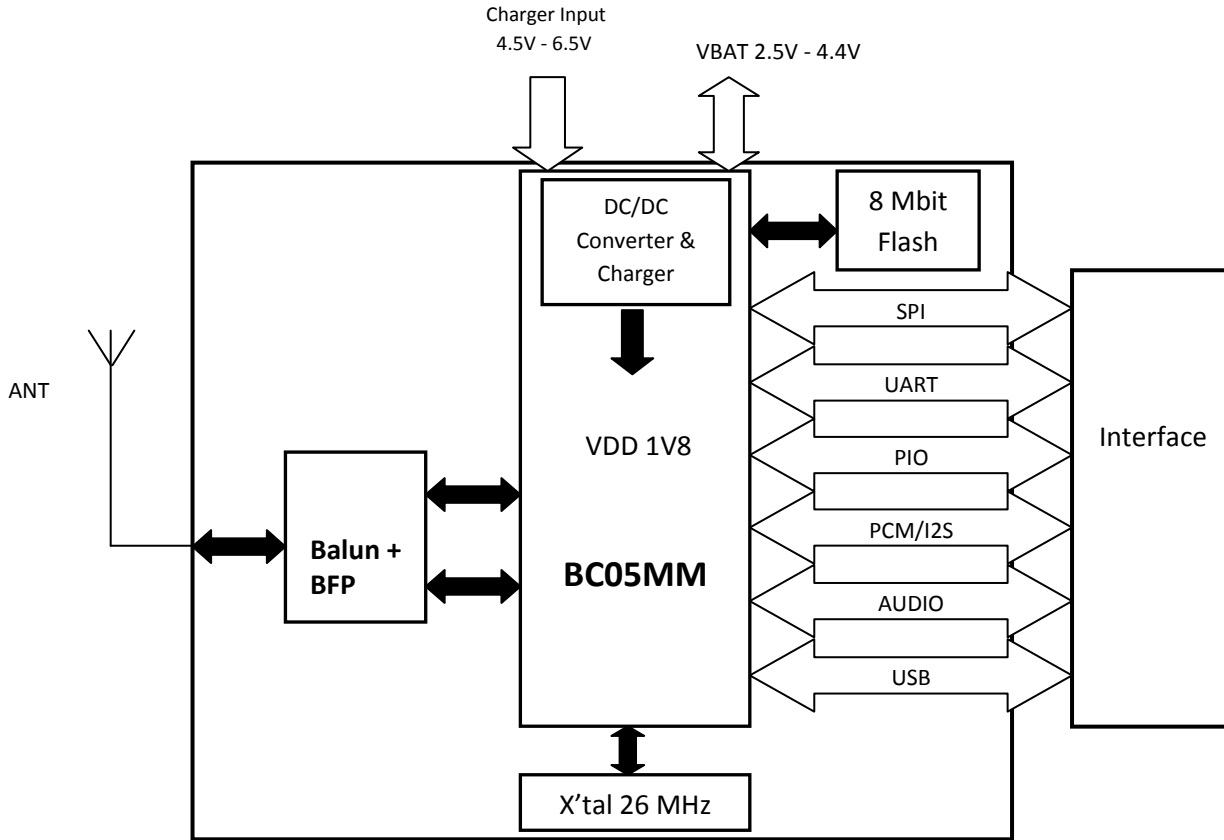 Charger Input
4.5V - 6.5V
VBAT 2.5V - 4.4V
DC/DC
Converter &
Charger
8 Mbit
Flash
SPI
UART
PIO
PCM/I2S
AUDIO
USB
Interface
ANT
VDD 1V8
BC05MM
Balun +
BFP
X'tal 26 MHz